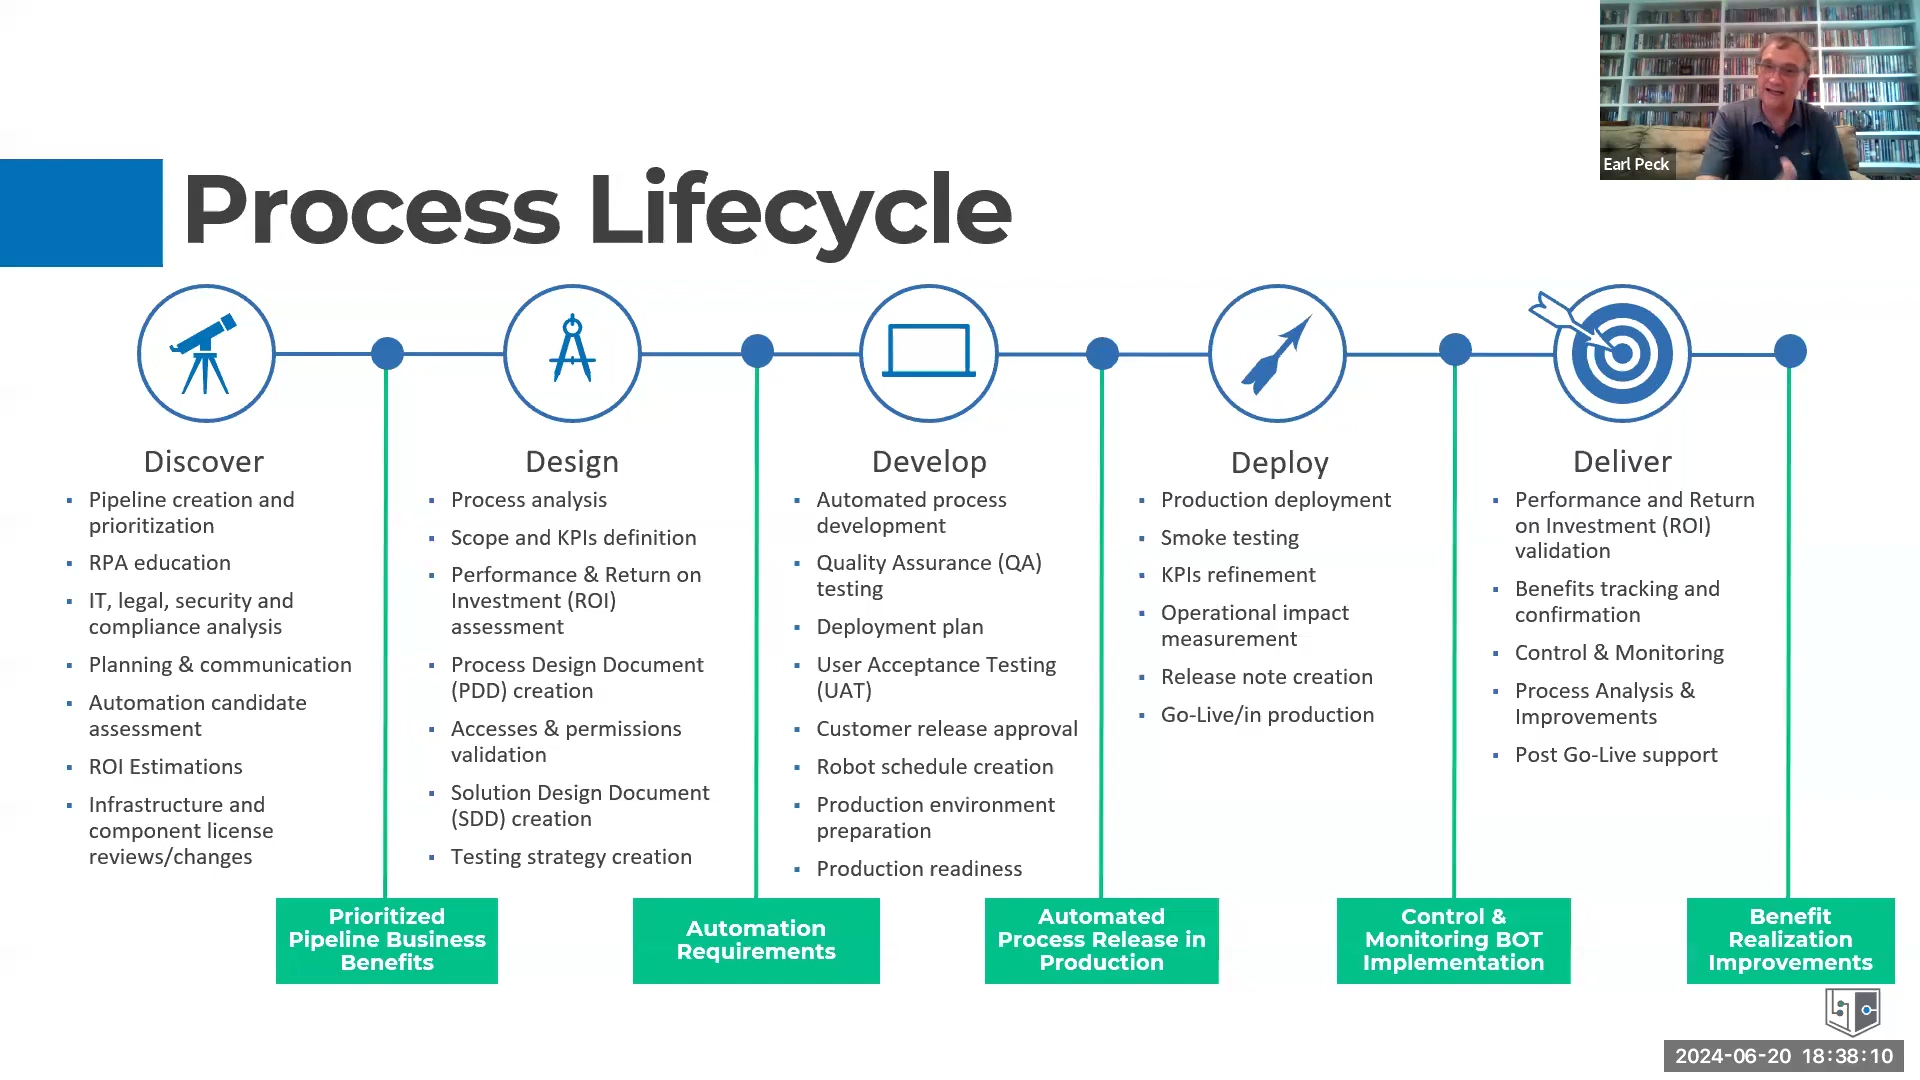 Earl Peck
Process Lifecycle
Discover
Pipeline creation and
prioritization
RPA education
IT, legal, security and
compliance analysis
Planning & communication
Automation candidate
assessment
ROI Estimations
Infrastructure and
component license
reviews/changes
Prioritized
Pipeline Business
Benefits
Design
Process analysis
Scope and KPIs definition
Performance & Return on
Investment (ROI)
assessment
Process Design Document
(PDD) creation
Accesses & permissions
validation
Solution Design Document
(SDD) creation
Testing strategy creation
Automation
Requirements
Develop
Automated process
development
Quality Assurance (QA)
testing
Deployment plan
User Acceptance Testing
(UAT)
Customer release approval
Robot schedule creation
Production environment
preparation
Production readiness
Automated
Process Release in
Production
Deploy
Production deployment
Smoke testing
KPIs refinement
Operational impact
measurement
Release note creation
Go-Live/in production
Control &
Monitoring BOT
Implementation
Deliver
Performance and Return
on Investment (ROI)
validation
Benefits tracking and
confirmation
Control & Monitoring
Process Analysis &
Improvements
Post Go-Live support
Benefit
Realization
Improvements
2024-06-20 18:38:10